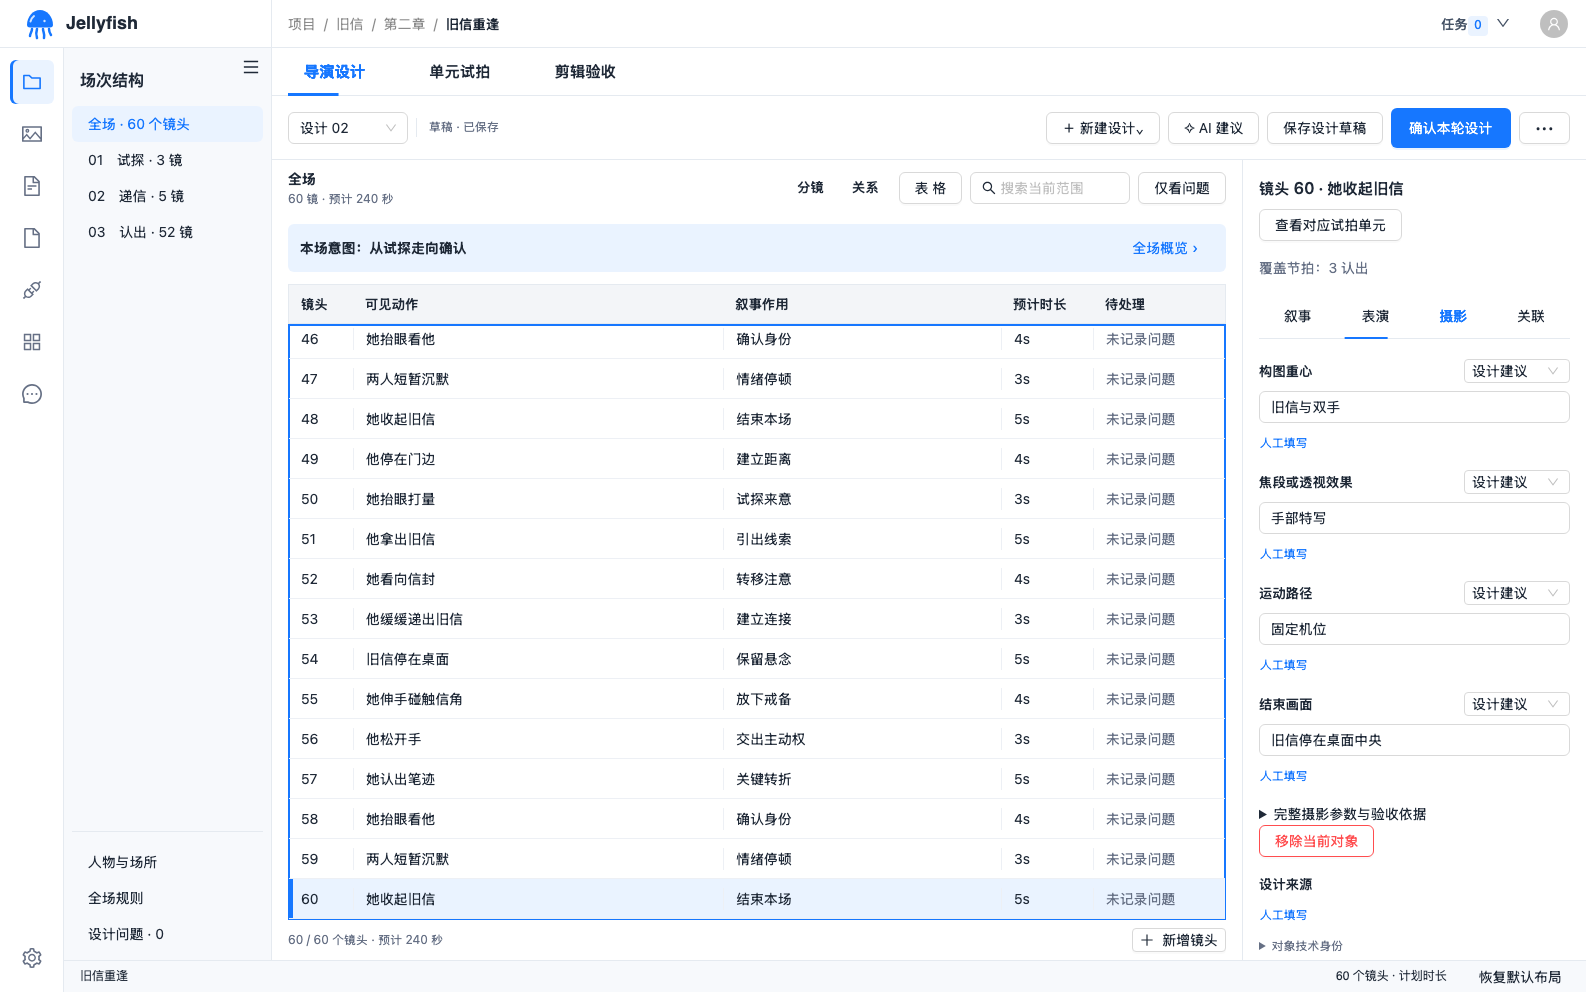 Jellyfish
项目 / 旧信 / 第二章 / 旧信重逢
任务 0
场次结构
全场 · 60 个镜头
01 试探 · 3 镜
02 递信 · 5 镜
03 认出 · 52 镜
人物与场所
全场规则
设计问题 · 0
导演设计 单元试拍 剪辑验收
设计 02
草稿 · 已保存
+ 新建设计
AI 建议
保存设计草稿
确认本轮设计
···
全场
60 镜 · 预计 240 秒
分镜 关系 表 格
搜索当前范围
仅看问题
本场意图：从试探走向确认
全场概览 ›
镜头 可见动作 叙事作用 预计时长 待处理
46 她抬眼看他 确认身份 4s 未记录问题
47 两人短暂沉默 情绪停顿 3s 未记录问题
48 她收起旧信 结束本场 5s 未记录问题
49 他停在门边 建立距离 4s 未记录问题
50 她抬眼打量 试探来意 3s 未记录问题
51 他拿出旧信 引出线索 5s 未记录问题
52 她看向信封 转移注意 4s 未记录问题
53 他缓缓递出旧信 建立连接 3s 未记录问题
54 旧信停在桌面 保留悬念 5s 未记录问题
55 她伸手碰触信角 放下戒备 4s 未记录问题
56 他松开手 交出主动权 3s 未记录问题
57 她认出笔迹 关键转折 5s 未记录问题
58 她抬眼看他 确认身份 4s 未记录问题
59 两人短暂沉默 情绪停顿 3s 未记录问题
60 她收起旧信 结束本场 5s 未记录问题
60 / 60 个镜头 · 预计 240 秒
+ 新增镜头
镜头 60 · 她收起旧信
查看对应试拍单元
覆盖节拍：3 认出
叙事 表演 摄影 关联
构图重心 设计建议
旧信与双手
人工填写
焦段或透视效果 设计建议
手部特写
人工填写
运动路径 设计建议
固定机位
人工填写
结束画面 设计建议
旧信停在桌面中央
人工填写
▶ 完整摄影参数与验收依据
移除当前对象
设计来源
人工填写
▶ 对象技术身份
旧信重逢
60 个镜头 · 计划时长
恢复默认布局